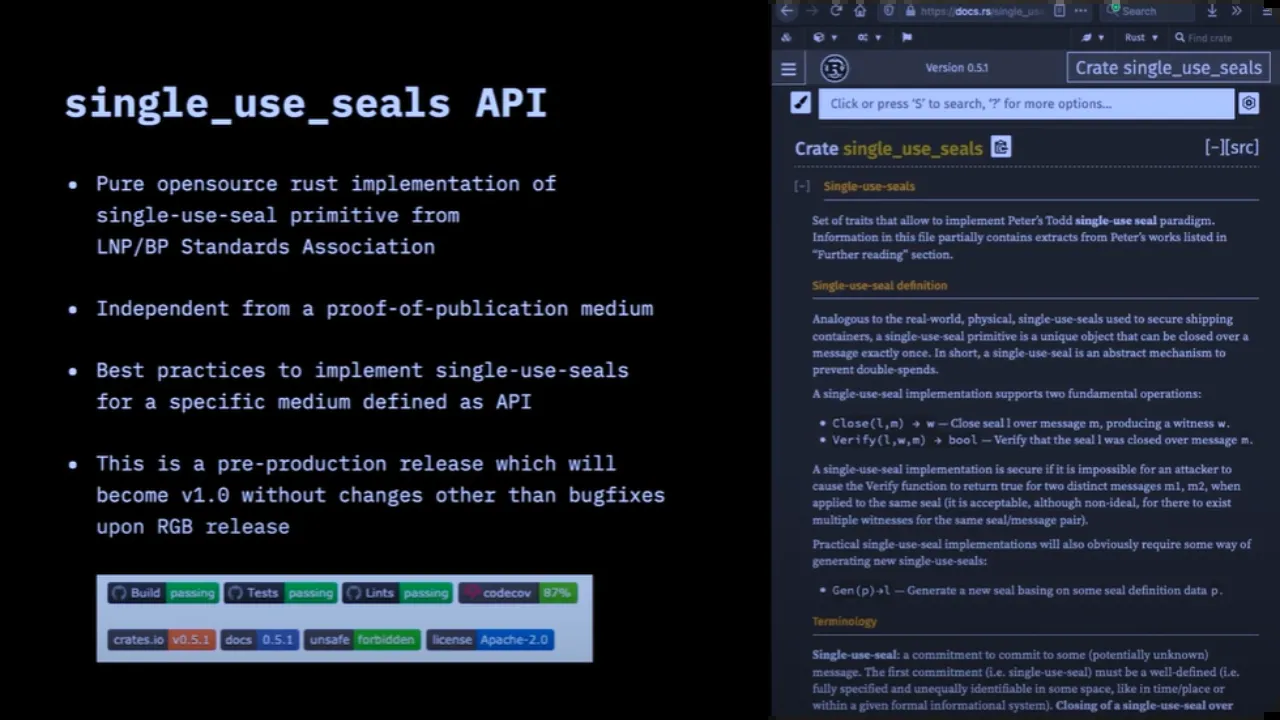 single_use_seals API
• Pure opensource rust implementation of
single-use-seal primitive from
LNP/BP Standards Association
• Independent from a proof-of-publication medium
• Best practices to implement single-use-seals
for a specific medium defined as API
• This is a pre-production release which will
become v1.0 without changes other than bugfixes
upon RGB release
Build passing Tests passing Lints passing codecov 87%
crates.io v0.5.1 docs 0.5.1 unsafe forbidden license Apache-2.0
https://docs.rs/single_us
Search
Rust
Find crate
Version 0.5.1
Crate single_use_seals
Click or press ‘S’ to search, ‘?’ for more options…
Crate single_use_seals
[−][src]
[-] Single-use-seals
Set of traits that allow to implement Peter’s Todd single-use seal paradigm.
Information in this file partially contains extracts from Peter’s works listed in
“Further reading” section.
Single-use-seal definition
Analogous to the real-world, physical, single-use-seals used to secure shipping
containers, a single-use-seal primitive is a unique object that can be closed over a
message exactly once. In short, a single-use-seal is an abstract mechanism to
prevent double-spends.
A single-use-seal implementation supports two fundamental operations:
• Close(l,m) → w — Close seal l over message m, producing a witness w.
• Verify(l,w,m) → bool — Verify that the seal l was closed over message m.
A single-use-seal implementation is secure if it is impossible for an attacker to
cause the Verify function to return true for two distinct messages m1, m2, when
applied to the same seal (it is acceptable, although non-ideal, for there to exist
multiple witnesses for the same seal/message pair).
Practical single-use-seal implementations will also obviously require some way of
generating new single-use-seals:
• Gen(p)→l — Generate a new seal basing on some seal definition data p.
Terminology
Single-use-seal: a commitment to commit to some (potentially unknown)
message. The first commitment (i.e. single-use-seal) must be a well-defined (i.e.
fully specified and unequally identifiable in some space, like in time/place or
within a given formal informational system). Closing of a single-use-seal over